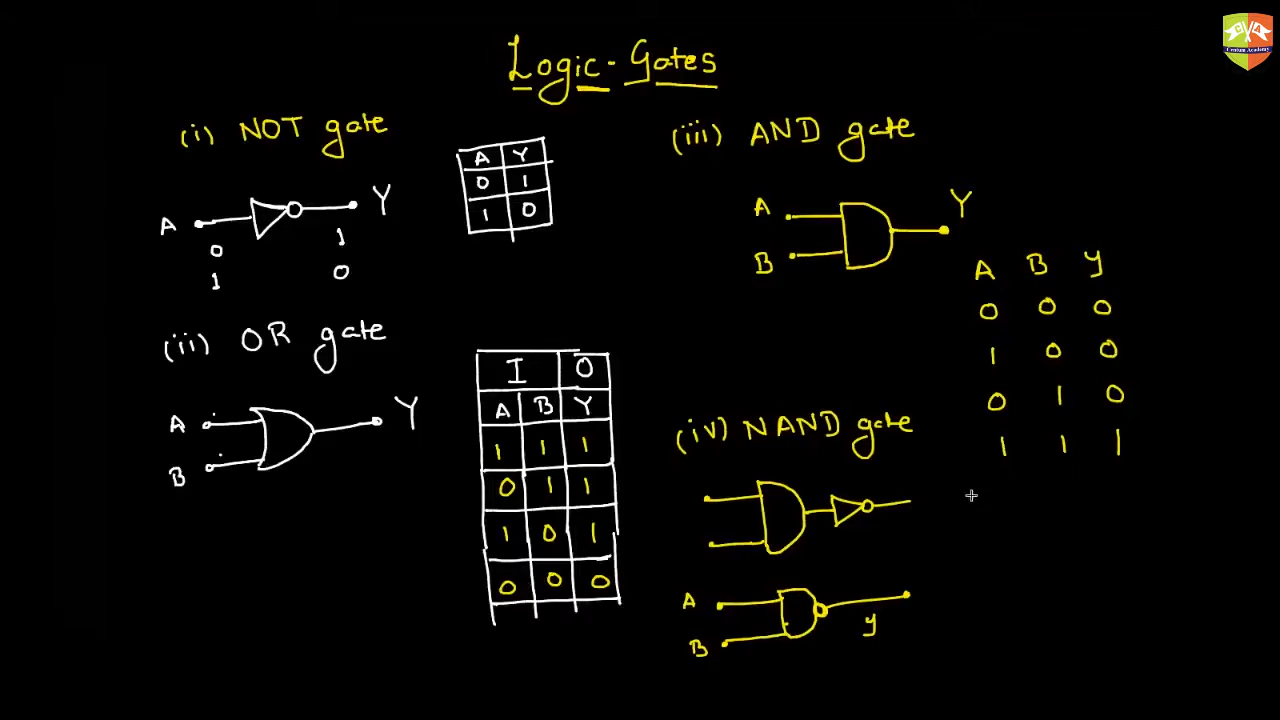 Logic-Gates
Centum Academy
(i) NOT gate
A Y
0 1
1 0
A Y
0 1
1 0
(ii) OR gate
A
B
Y
I O
A B Y
1 1 1
0 1 1
1 0 1
0 0 0
(iii) AND gate
A
B
Y
A B Y
0 0 0
1 0 0
0 1 0
1 1 1
(iv) NAND gate
A
B
y